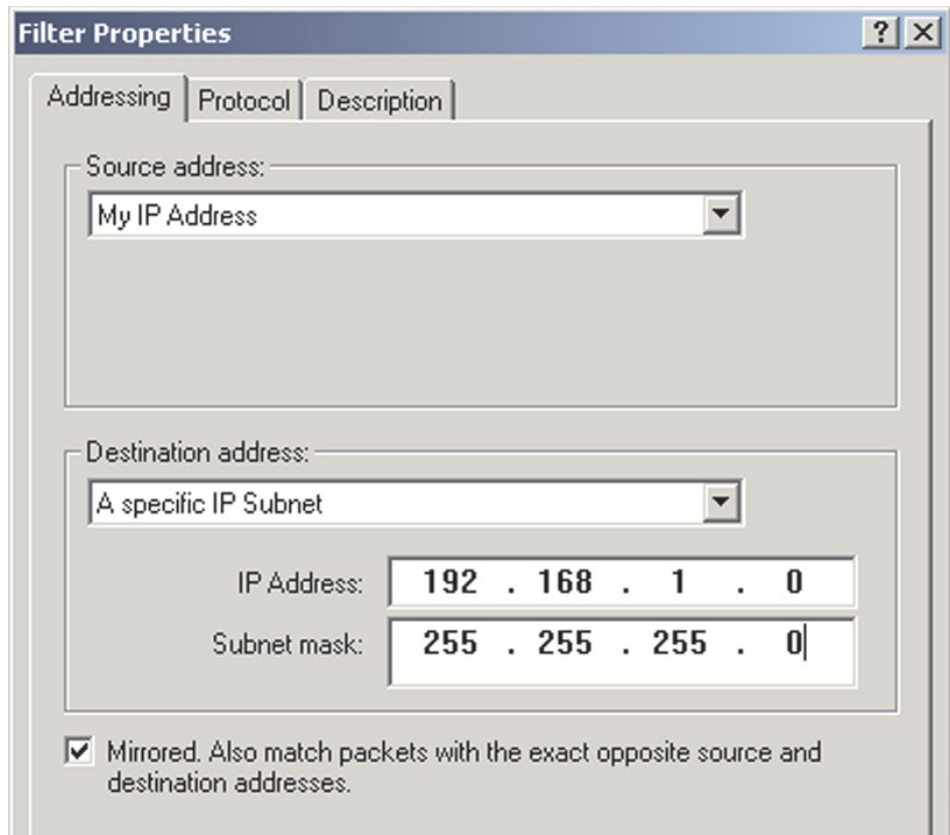 Filter Properties
Addressing Protocol Description
Source address:
My IP Address
Destination address:
A specific IP Subnet
IP Address: 192 . 168 . 1 . 0
Subnet mask: 255 . 255 . 255 . 0
Mirrored. Also match packets with the exact opposite source and
destination addresses.